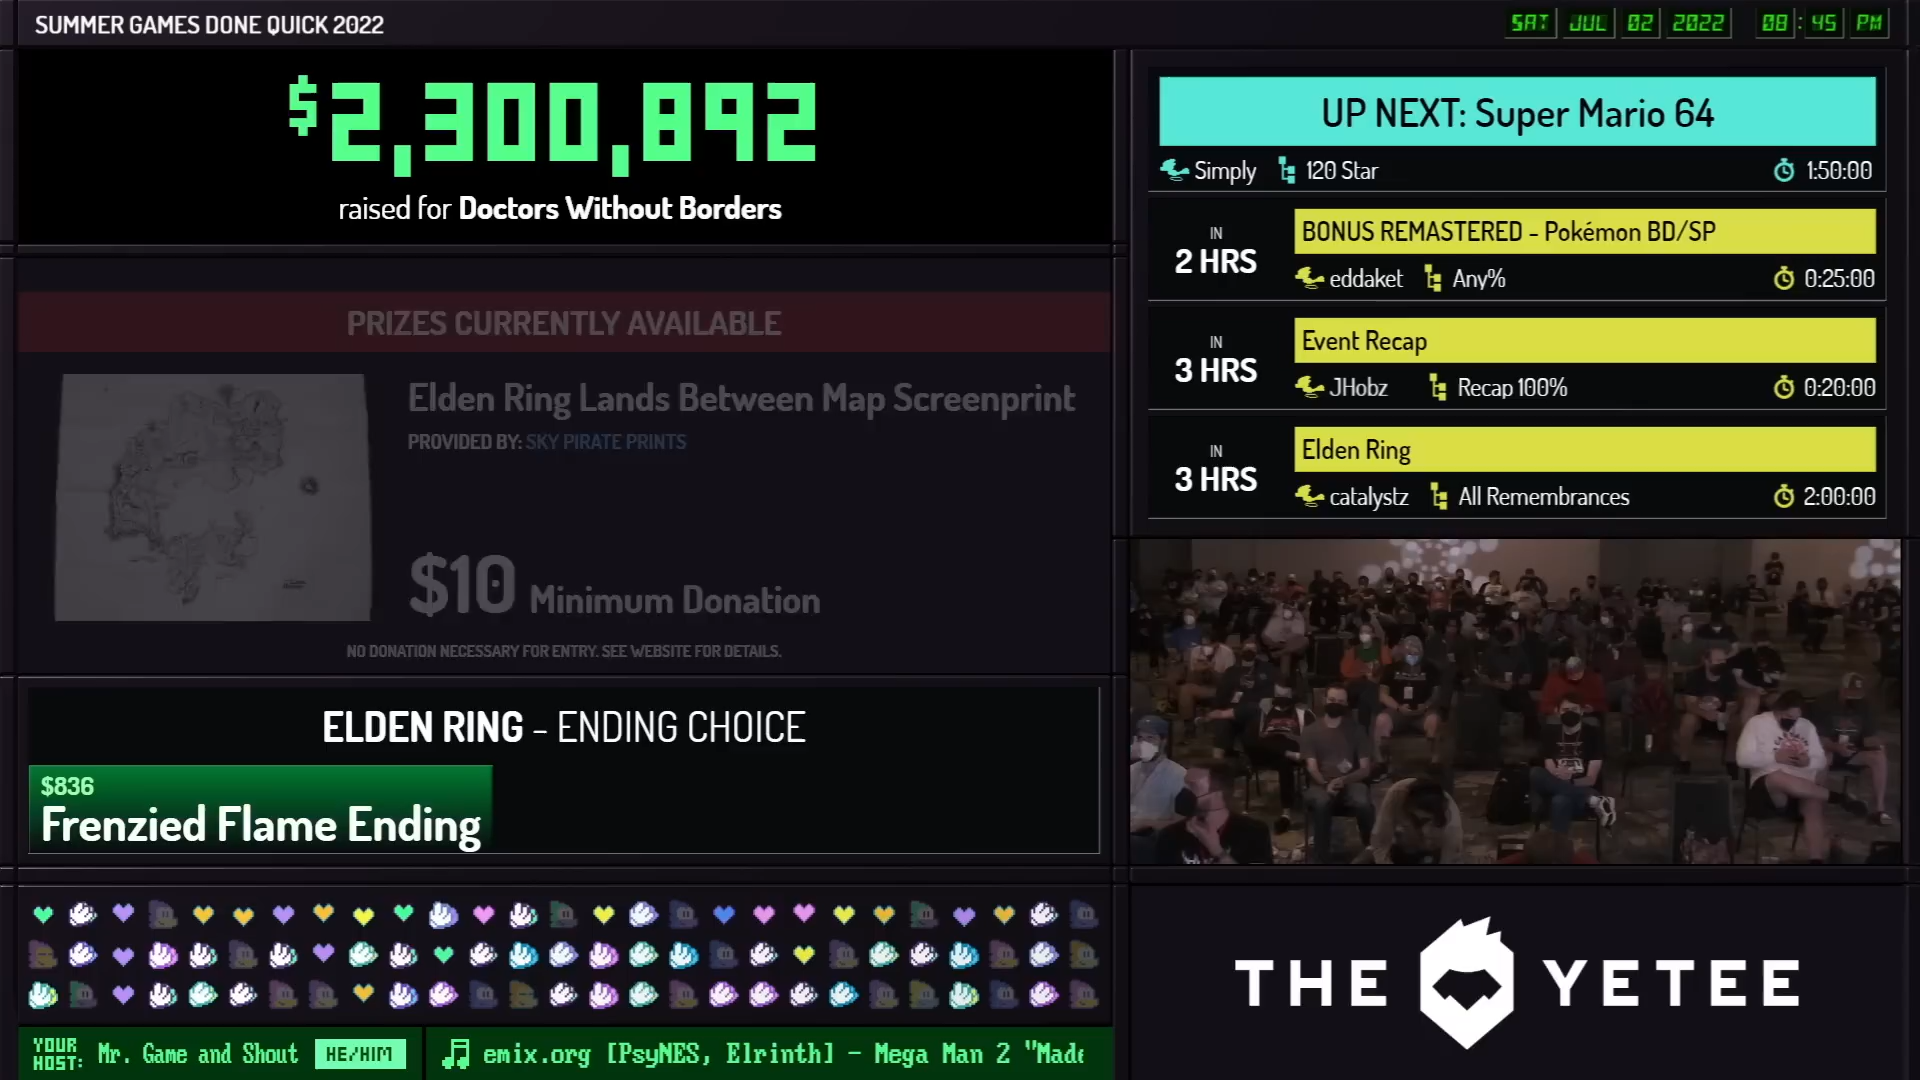 SUMMER GAMES DONE QUICK 2022
SAT JUL 02 2022 08:45 PM
$2,300,892
raised for Doctors Without Borders
PRIZES CURRENTLY AVAILABLE
Elden Ring Lands Between Map Screenprint
PROVIDED BY: SKY PIRATE PRINTS
$10 Minimum Donation
NO DONATION NECESSARY FOR ENTRY. SEE WEBSITE FOR DETAILS.
ELDEN RING - ENDING CHOICE
$836
Frenzied Flame Ending
YOUR HOST: Mr. Game and Shout HE/HIM
emix.org [PsyNES, Elrinth] - Mega Man 2 "Made
UP NEXT: Super Mario 64
Simply 120 Star 1:50:00
IN 2 HRS
BONUS REMASTERED - Pokémon BD/SP
eddaket Any% 0:25:00
IN 3 HRS
Event Recap
JHobz Recap 100% 0:20:00
IN 3 HRS
Elden Ring
catalystz All Remembrances 2:00:00
THE YETEE